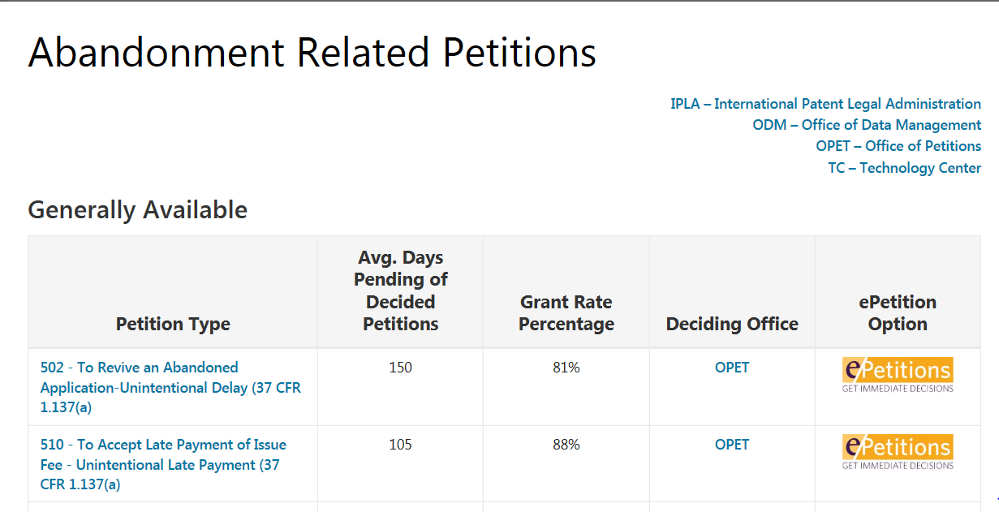 Abandonment Related Petitions
IPLA – International Patent Legal Administration
ODM – Office of Data Management
OPET – Office of Petitions
TC – Technology Center
Generally Available
Petition Type
Avg. Days
Pending of
Decided
Petitions
Grant Rate
Percentage
Deciding Office
ePetition
Option
502 - To Revive an Abandoned
Application-Unintentional Delay (37 CFR
1.137(a)
150
81%
OPET
ePetitions
GET IMMEDIATE DECISIONS
510 - To Accept Late Payment of Issue
Fee - Unintentional Late Payment (37
CFR 1.137(a)
105
88%
OPET
ePetitions
GET IMMEDIATE DECISIONS